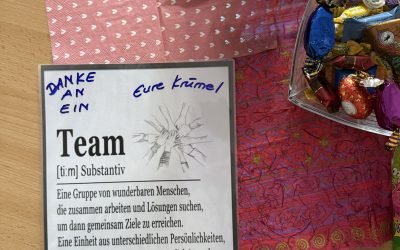 DANKE
AN
EIN
Eure Krümel
Team
[ti:m] Substantiv
Eine Gruppe von wunderbaren Menschen,
die zusammen arbeiten und Lösungen suchen,
um dann gemeinsam Ziele zu erreichen.
Eine Einheit aus unterschiedlichen Persönlichkeiten,